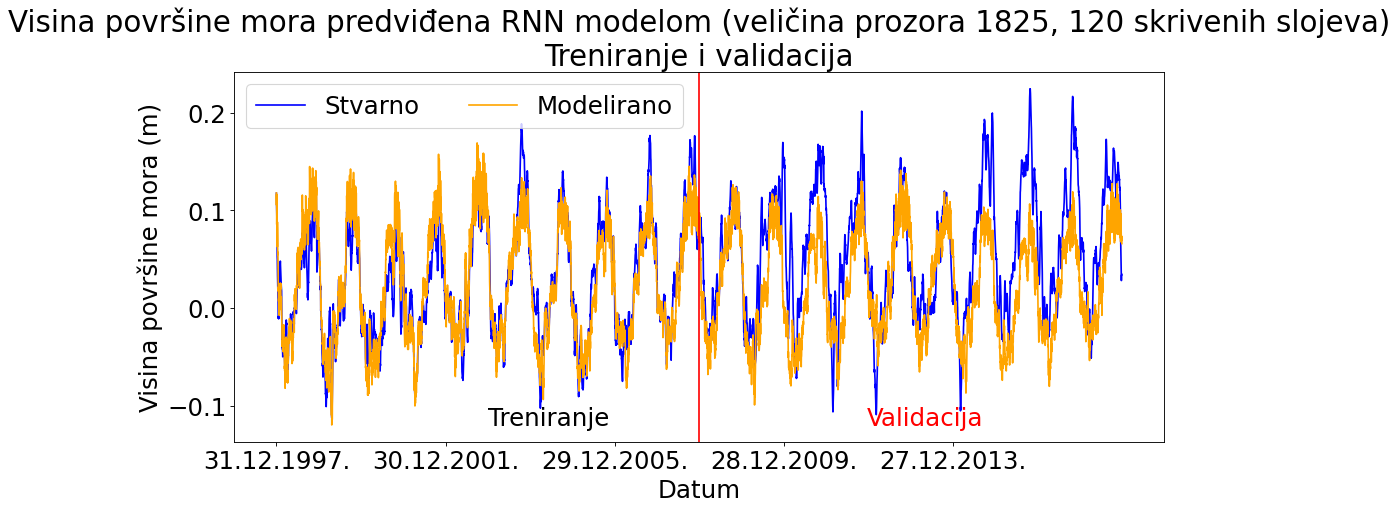 Visina površine mora predviđena RNN modelom (veličina prozora 1825, 120 skrivenih slojeva)
Treniranje i validacija
Stvarno Modelirano
Visina površine mora (m)
0.2
0.1
0.0
−0.1
Treniranje Validacija
31.12.1997. 30.12.2001. 29.12.2005. 28.12.2009. 27.12.2013.
Datum